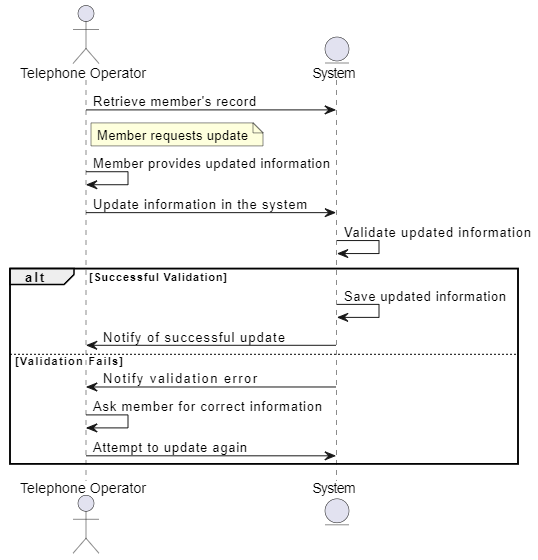 Telephone Operator
System
Retrieve member's record
Member requests update
Member provides updated information
Update information in the system
Validate updated information
alt
[Successful Validation]
Save updated information
Notify of successful update
[Validation Fails]
Notify validation error
Ask member for correct information
Attempt to update again
Telephone Operator
System